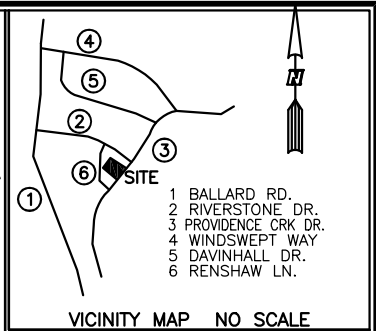 4
N
5
2
3
6
SITE
1
1 BALLARD RD.
2 RIVERSTONE DR.
3 PROVIDENCE CRK DR.
4 WINDSWEPT WAY
5 DAVINHALL DR.
6 RENSHAW LN.
VICINITY MAP NO SCALE